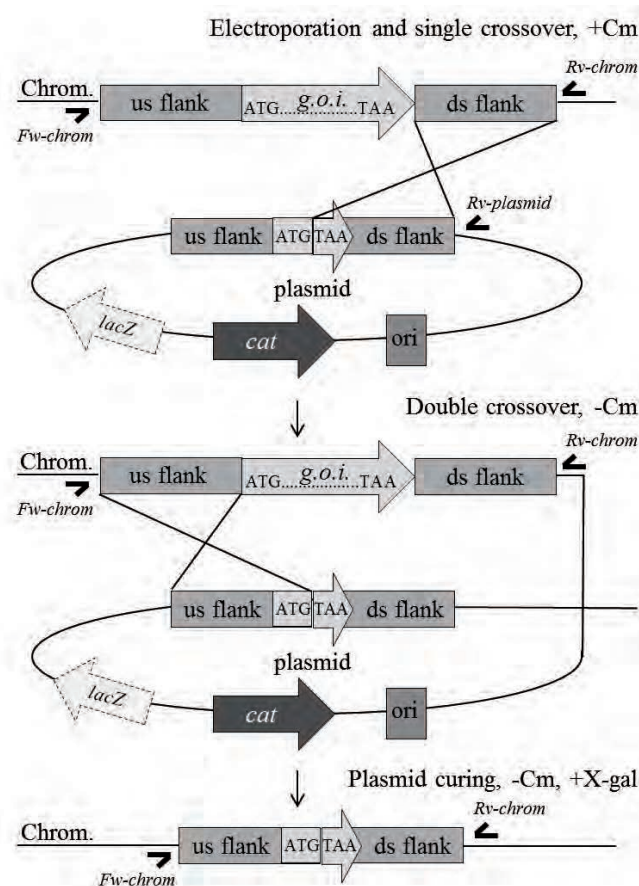 Electroporation and single crossover, +Cm
Rv-chrom
Chrom.
us flank
ATG..................TAA
g.o.i.
ds flank
Fw-chrom
Rv-plasmid
us flank
ATG
TAA
ds flank
plasmid
lacZ
cat
ori
Double crossover, -Cm
Rv-chrom
Chrom.
us flank
ATG..................TAA
g.o.i.
ds flank
Fw-chrom
us flank
ATG
TAA
ds flank
plasmid
lacZ
cat
ori
Plasmid curing, -Cm, +X-gal
Rv-chrom
Chrom.
us flank
ATG
TAA
ds flank
Fw-chrom